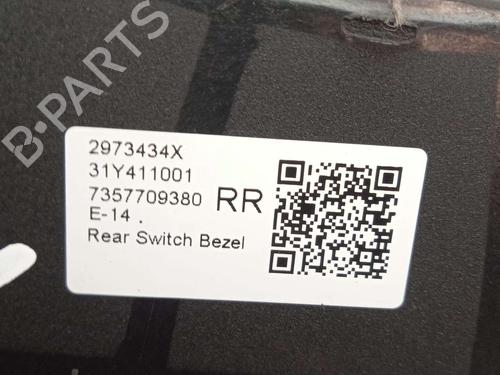 B-PARTS
2973434X
31Y411001
7357709380 RR
E-14 .
Rear Switch Bezel